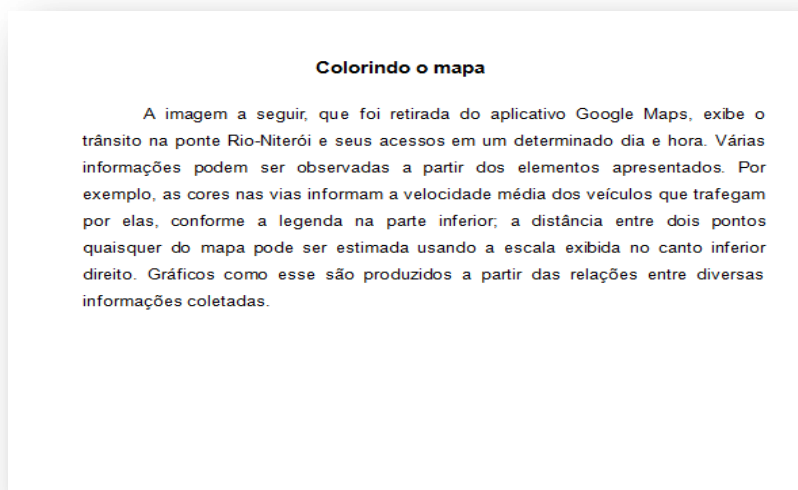 Colorindo o mapa
A imagem a seguir, que foi retirada do aplicativo Google Maps, exibe o
trânsito na ponte Rio-Niterói e seus acessos em um determinado dia e hora. Várias
informações podem ser observadas a partir dos elementos apresentados. Por
exemplo, as cores nas vias informam a velocidade média dos veículos que trafegam
por elas, conforme a legenda na parte inferior; a distância entre dois pontos
quaisquer do mapa pode ser estimada usando a escala exibida no canto inferior
direito. Gráficos como esse são produzidos a partir das relações entre diversas
informações coletadas.